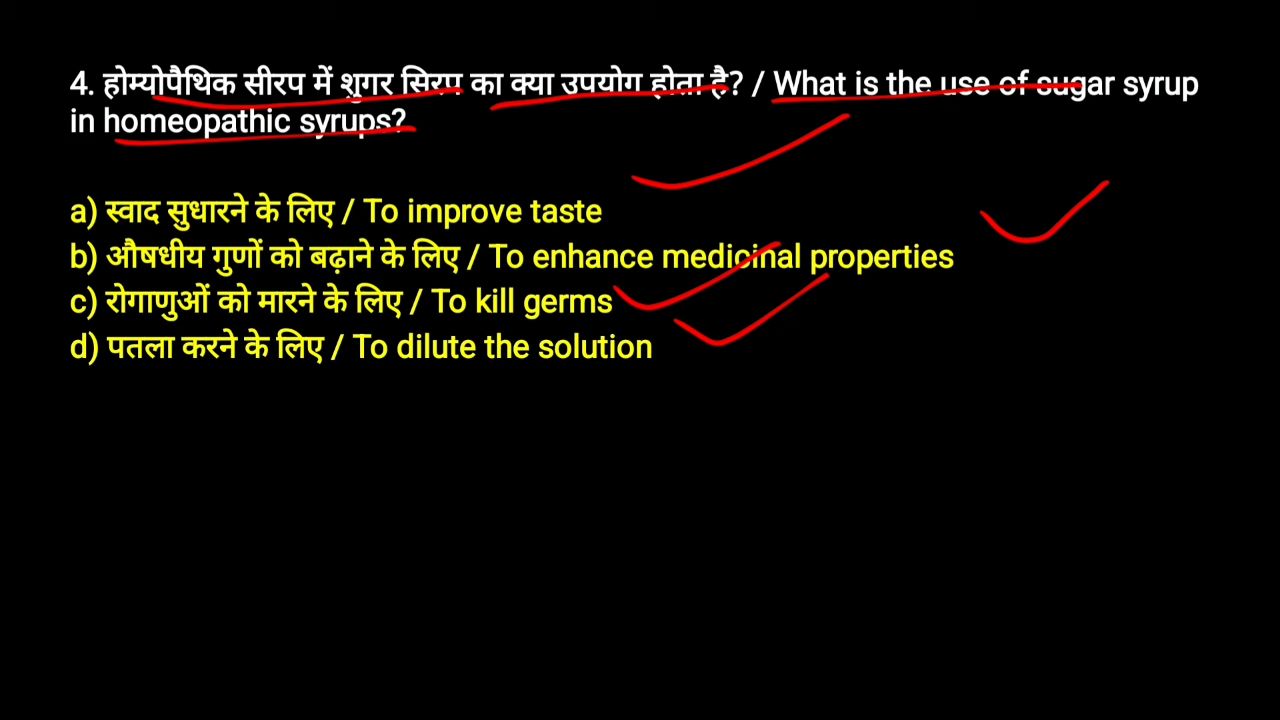 4. होम्योपैथिक सीरप में शुगर सिरप का क्या उपयोग होता है? / What is the use of sugar syrup
in homeopathic syrups?
a) स्वाद सुधारने के लिए / To improve taste
b) औषधीय गुणों को बढ़ाने के लिए / To enhance medicinal properties
c) रोगाणुओं को मारने के लिए / To kill germs
d) पतला करने के लिए / To dilute the solution